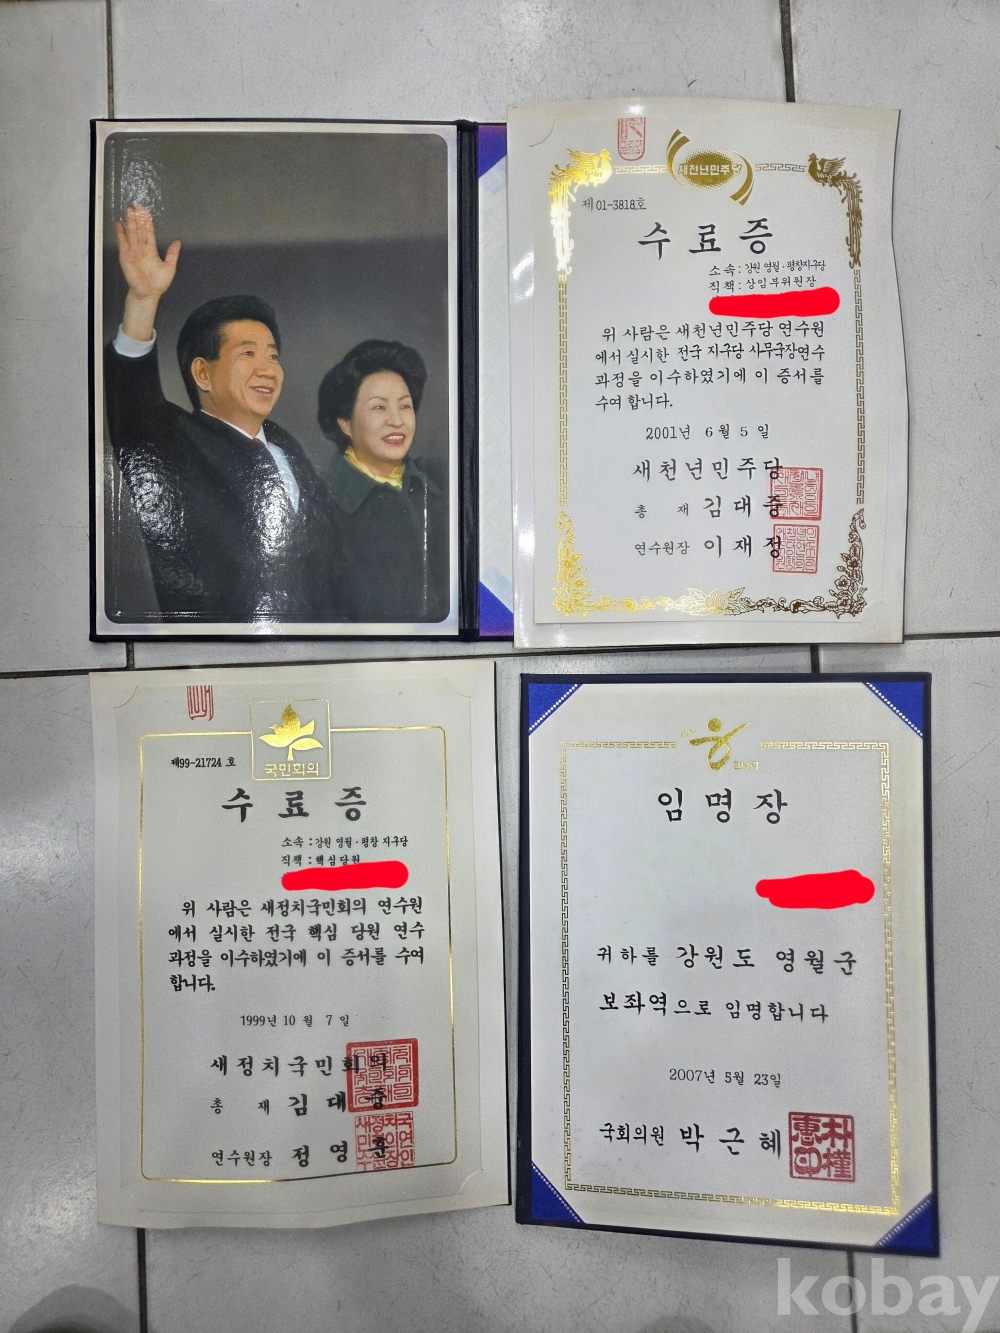 새천년민주당
제 01-3818호
수료증
소속 : 강원 영월·평창지구당
직책 : 상임부위원장
위 사람은 새천년민주당 연수원
에서 실시한 전국 지구당 사무국장연수
과정을 이수하였기에 이 증서를
수여 합니다.
2001년 6월 5일
새천년민주당
총 재 김대중
연수원장 이재정
국민회의
제99-21724 호
수료증
소속 : 강원 영월·평창 지구당
직책 : 핵심당원
위 사람은 새정치국민회의 연수원
에서 실시한 전국 핵심 당원 연수
과정을 이수하였기에 이 증서를 수여
합니다.
1999년 10월 7일
새정치국민회의
총 재 김대중
연수원장 정영훈
임명장
귀하를 강원도 영월군
보좌역으로 임명합니다
2007년 5월 23일
국회의원 박근혜
朴槿惠印
kobay